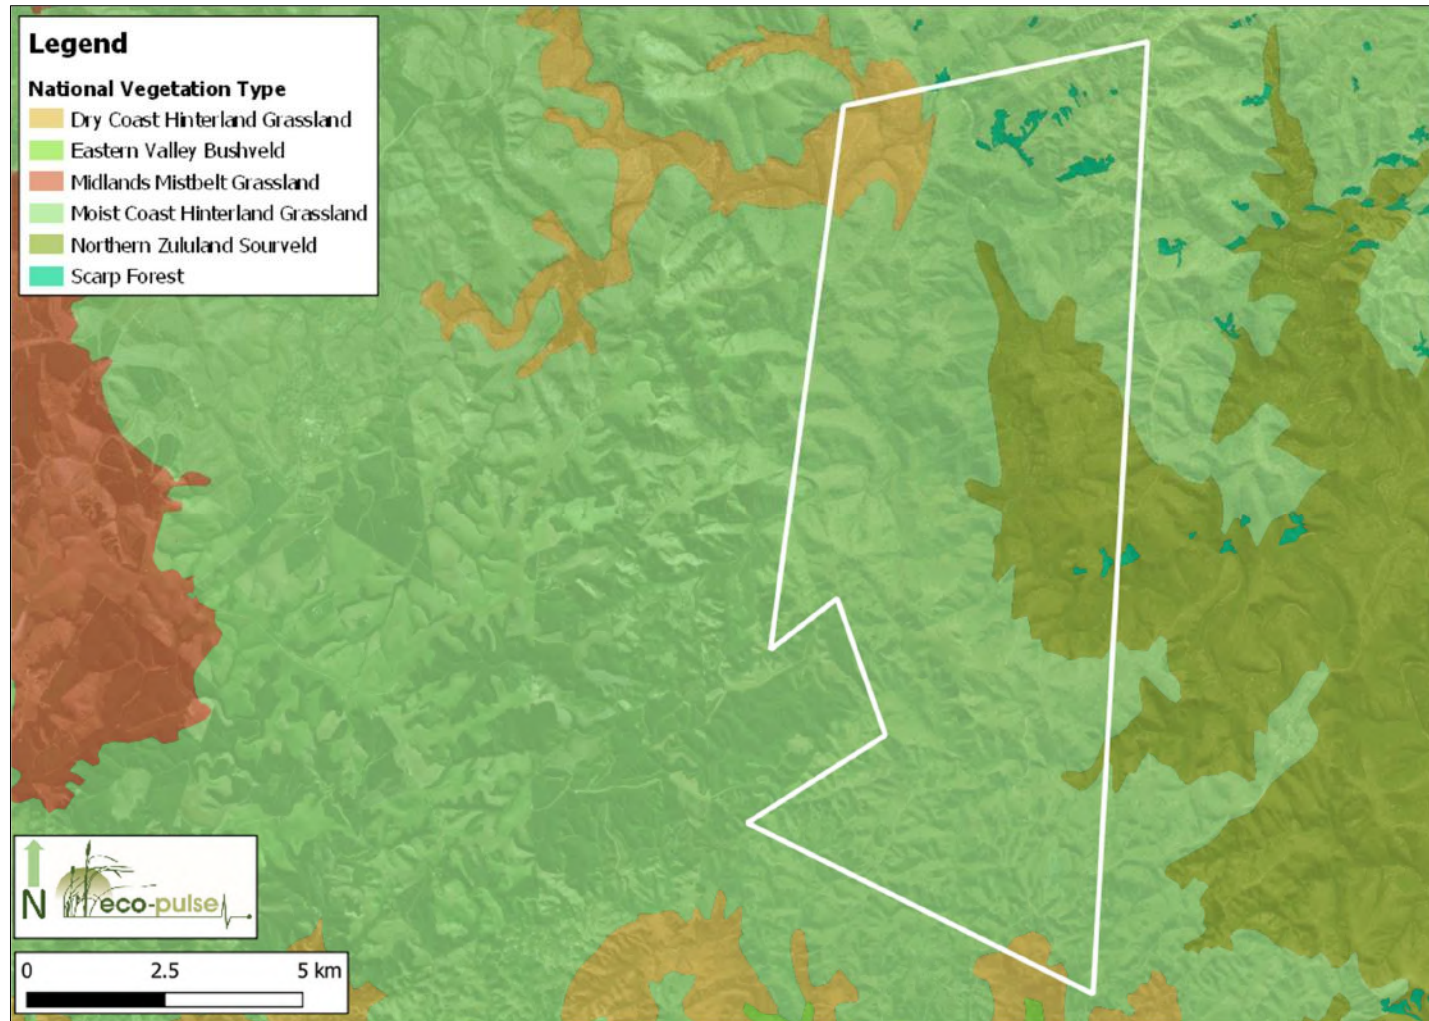 Legend
National Vegetation Type
Dry Coast Hinterland Grassland
Eastern Valley Bushveld
Midlands Mistbelt Grassland
Moist Coast Hinterland Grassland
Northern Zululand Sourveld
Scarp Forest
N
eco-pulse
0 2.5 5 km